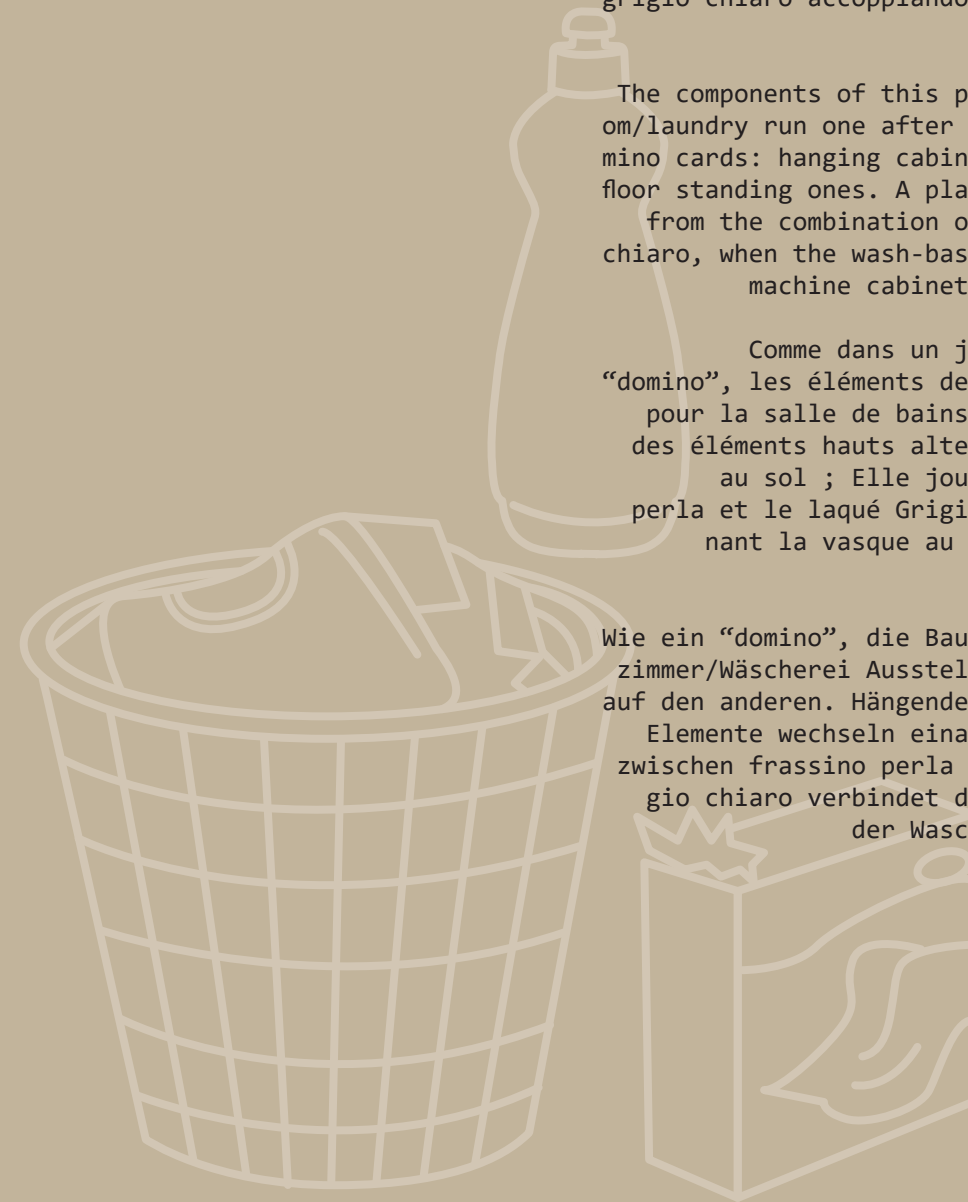 grigio chiaro accoppiando
The components of this p
om/laundry run one after
mino cards: hanging cabin
floor standing ones. A pla
from the combination o
chiaro, when the wash-bas
machine cabinet
Comme dans un j
“domino”, les éléments de
pour la salle de bains
des éléments hauts alte
au sol ; Elle jou
perla et le laqué Grigi
nant la vasque au
Wie ein “domino”, die Bau
zimmer/Wäscherei Ausstel
auf den anderen. Hängende
Elemente wechseln eina
zwischen frassino perla
gio chiaro verbindet d
der Wasc